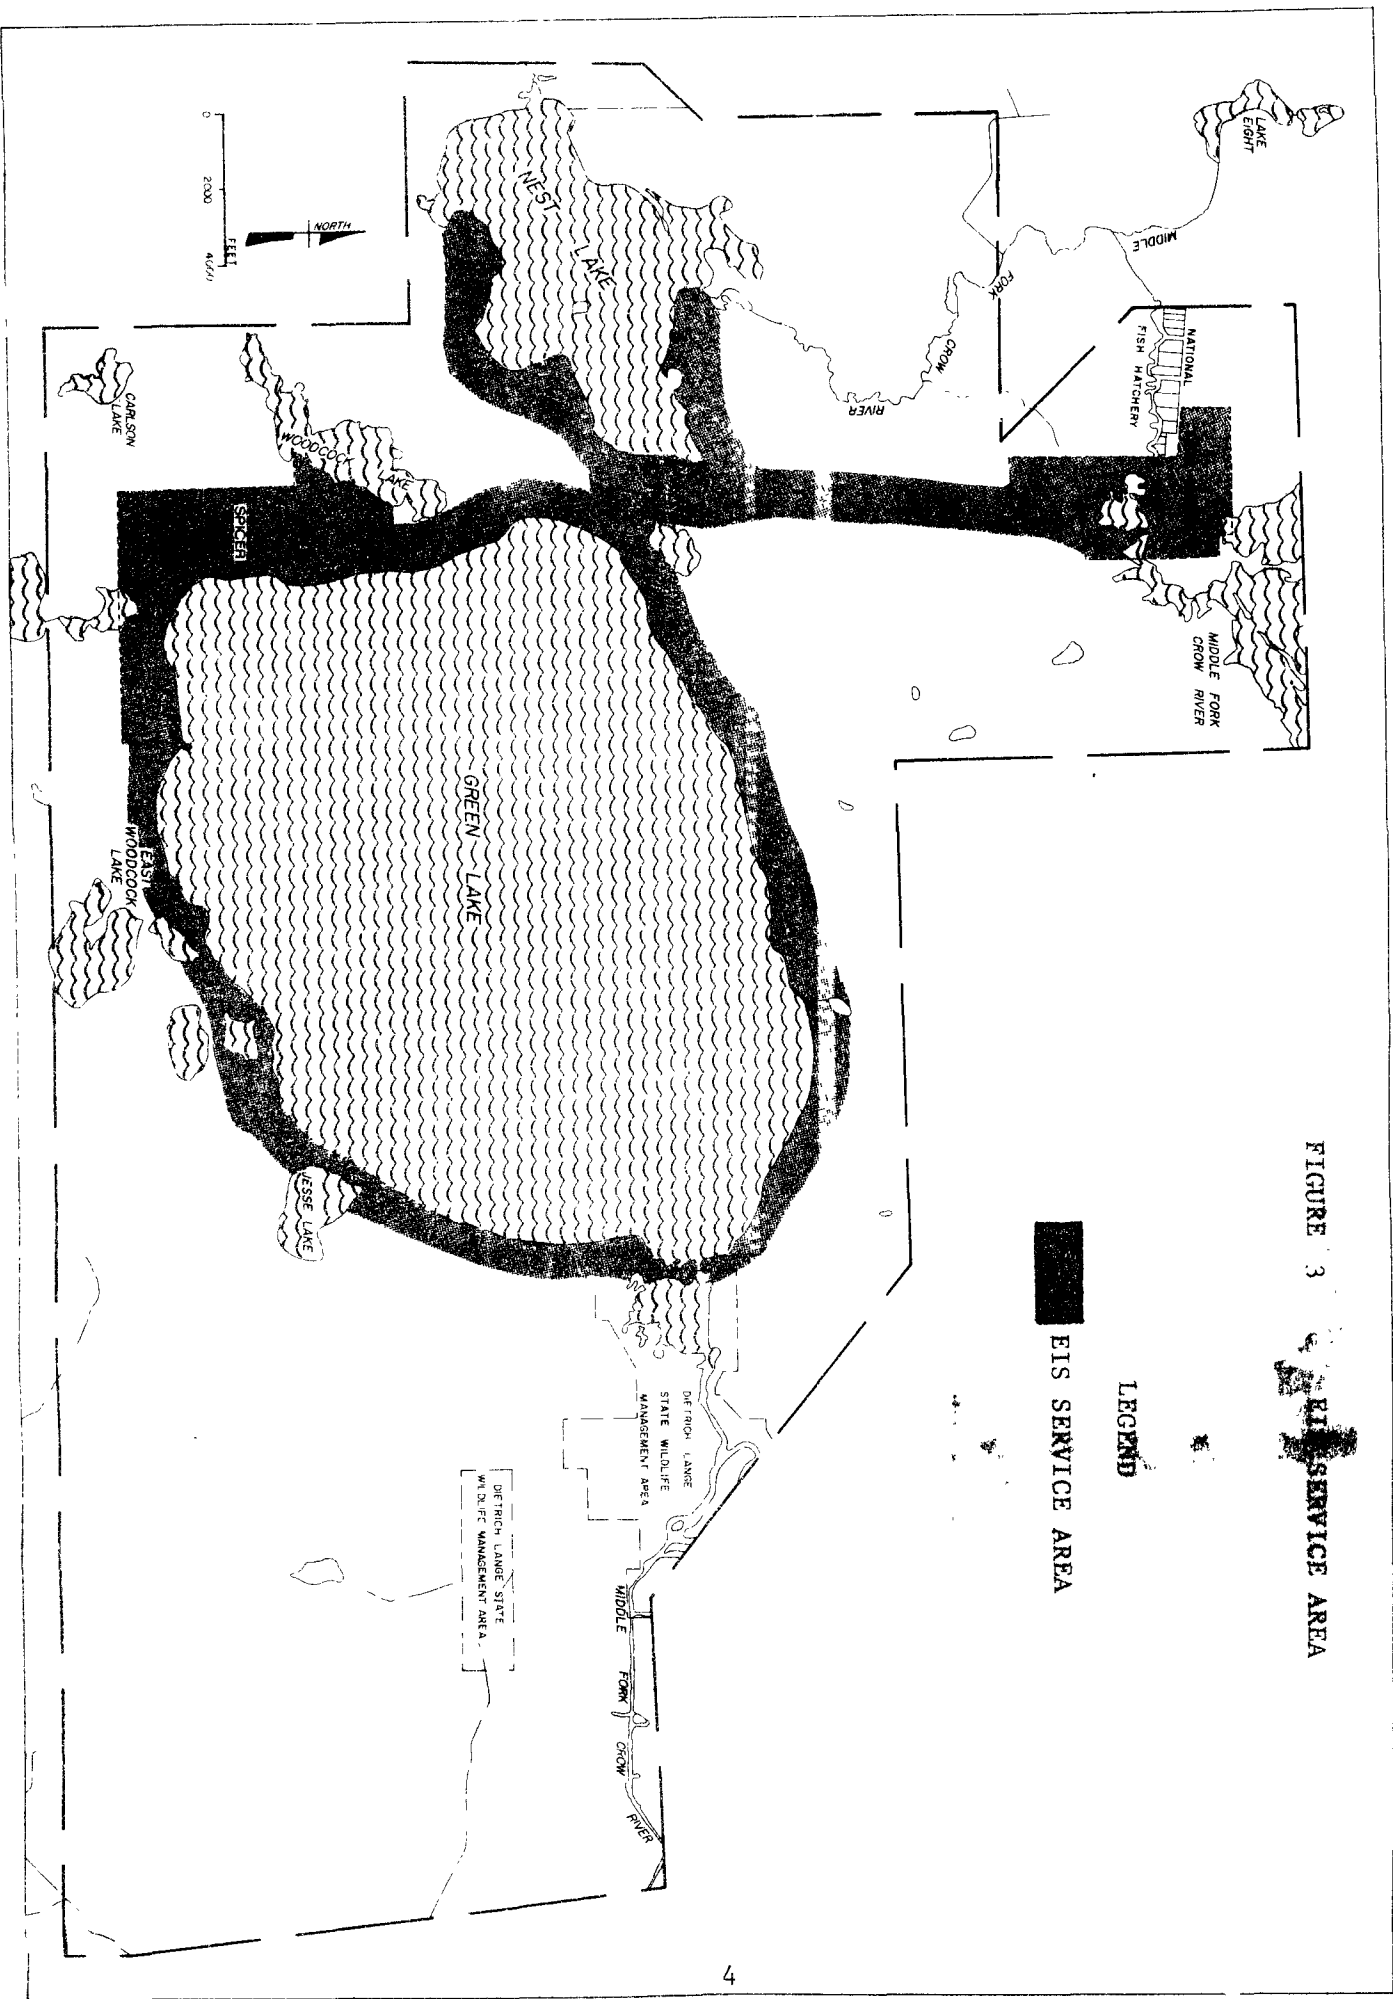 FIGURE 3 EIS SERVICE AREA
LEGEND
EIS SERVICE AREA
LAKE
EIGHT
MIDDLE
FORK
CROW
RIVER
NATIONAL
FISH HATCHERY
MIDDLE FORK
CROW RIVER
NEST LAKE
0 2000 4000
FEET
NORTH
CARLSON
LAKE
WOODCOCK
LAKE
SPICER
GREEN LAKE
EAST
WOODCOCK
LAKE
JESSE LAKE
DIETRICH LANGE
STATE WILDLIFE
MANAGEMENT AREA
DIETRICH LANGE STATE
WILDLIFE MANAGEMENT AREA
MIDDLE FORK CROW RIVER
4